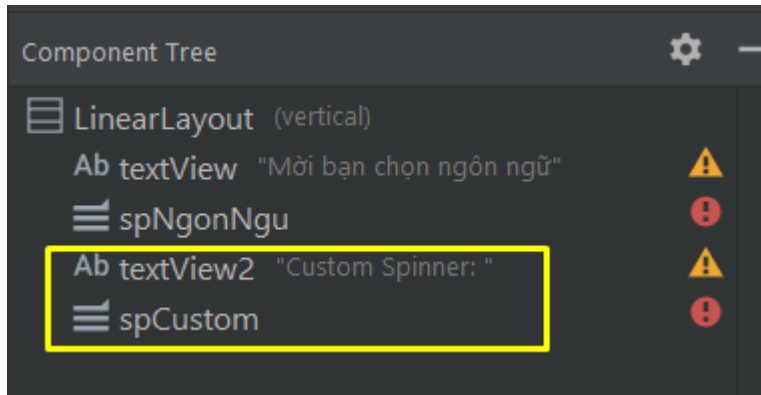 Component Tree
LinearLayout (vertical)
Ab textView "Mời bạn chọn ngôn ngữ"
spNgonNgu
Ab textView2 "Custom Spinner: "
spCustom